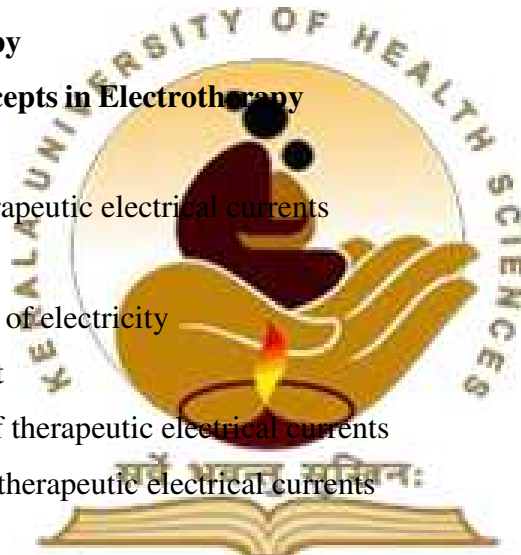 KERALA UNIVERSITY OF HEALTH SCIENCES
py
cepts in Electrotherapy
rapeutic electrical currents
of electricity
t
f therapeutic electrical currents
therapeutic electrical currents
सर्वे भवन्तु सुखिनः